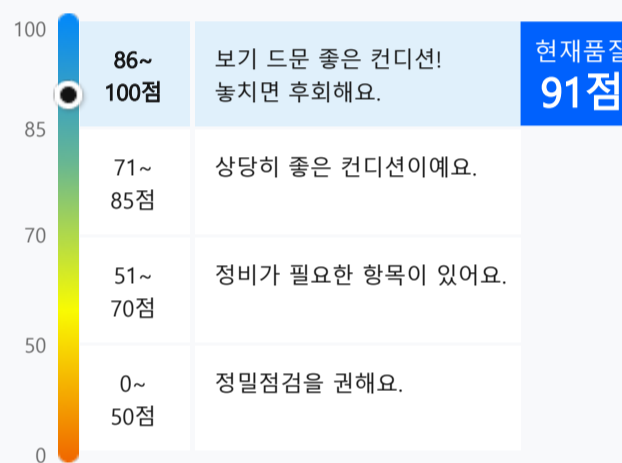 100
86~
100점
보기 드문 좋은 컨디션!
놓치면 후회해요.
현재품질
91점
85
71~
85점
상당히 좋은 컨디션이예요.
70
51~
70점
정비가 필요한 항목이 있어요.
50
0~
50점
정밀점검을 권해요.
0